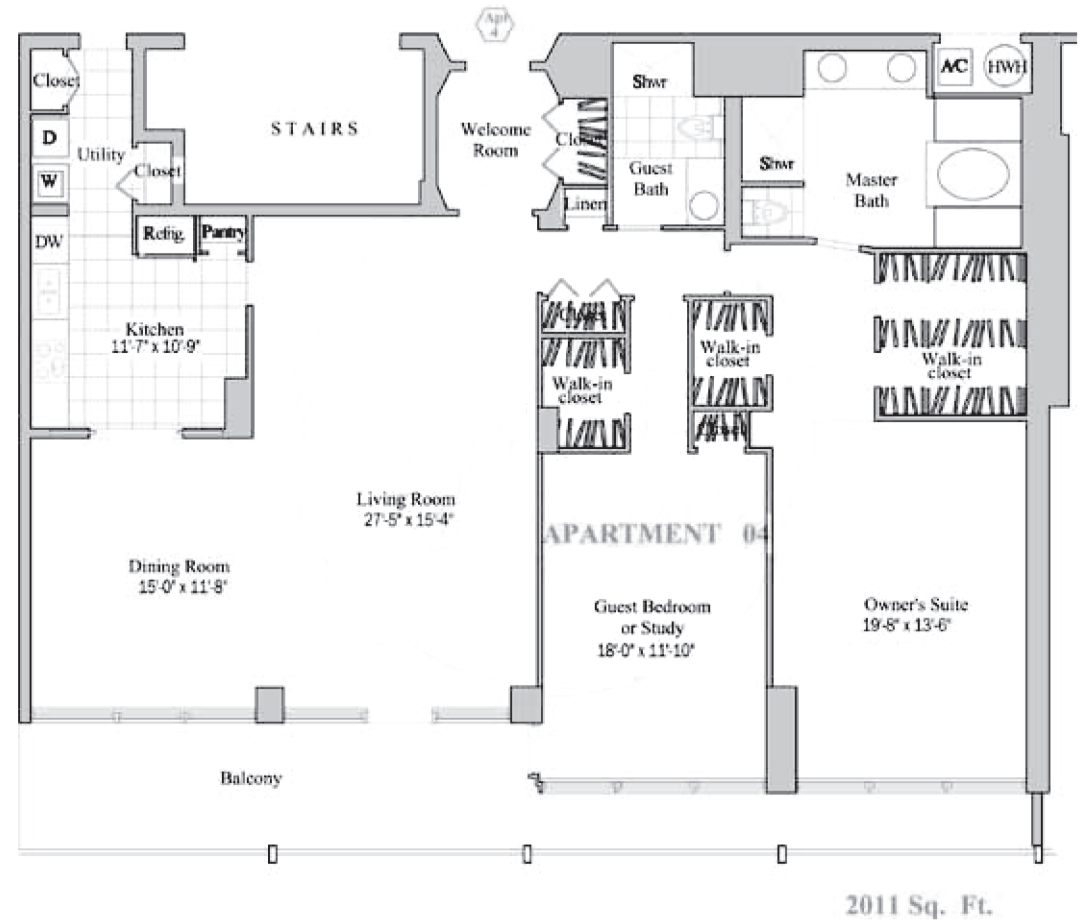 Apt
4
Closet
D
W
Utility
Closet
STAIRS
Welcome
Room
Closet
Linen
Shwr
Guest
Bath
Shwr
Master
Bath
A/C
HWH
DW
Refrig.
Pantry
Kitchen
11'-7" x 10'-9"
Walk-in
closet
Walk-in
closet
Closet
Walk-in
closet
Living Room
27'-5" x 15'-4"
APARTMENT 04
Dining Room
15'-0" x 11'-8"
Guest Bedroom
or Study
18'-0" x 11'-10"
Owner's Suite
19'-8" x 13'-6"
Balcony
2011 Sq. Ft.